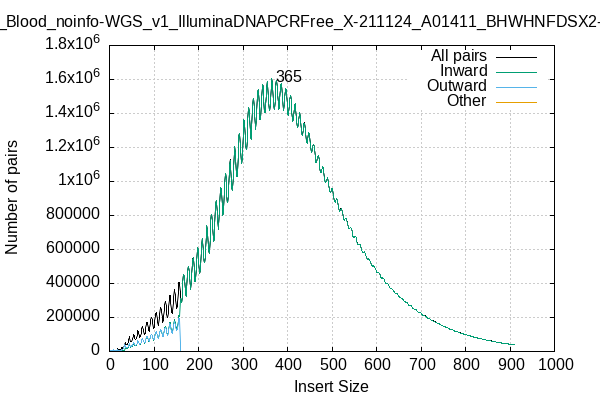 _Blood_noinfo-WGS_v1_IlluminaDNAPCRFree_X-211124_A01411_BHWHNFDSX2-
1.8x10^6
1.6x10^6
1.4x10^6
1.2x10^6
1x10^6
800000
600000
400000
200000
0
Number of pairs
365
All pairs
Inward
Outward
Other
0 100 200 300 400 500 600 700 800 900 1000
Insert Size